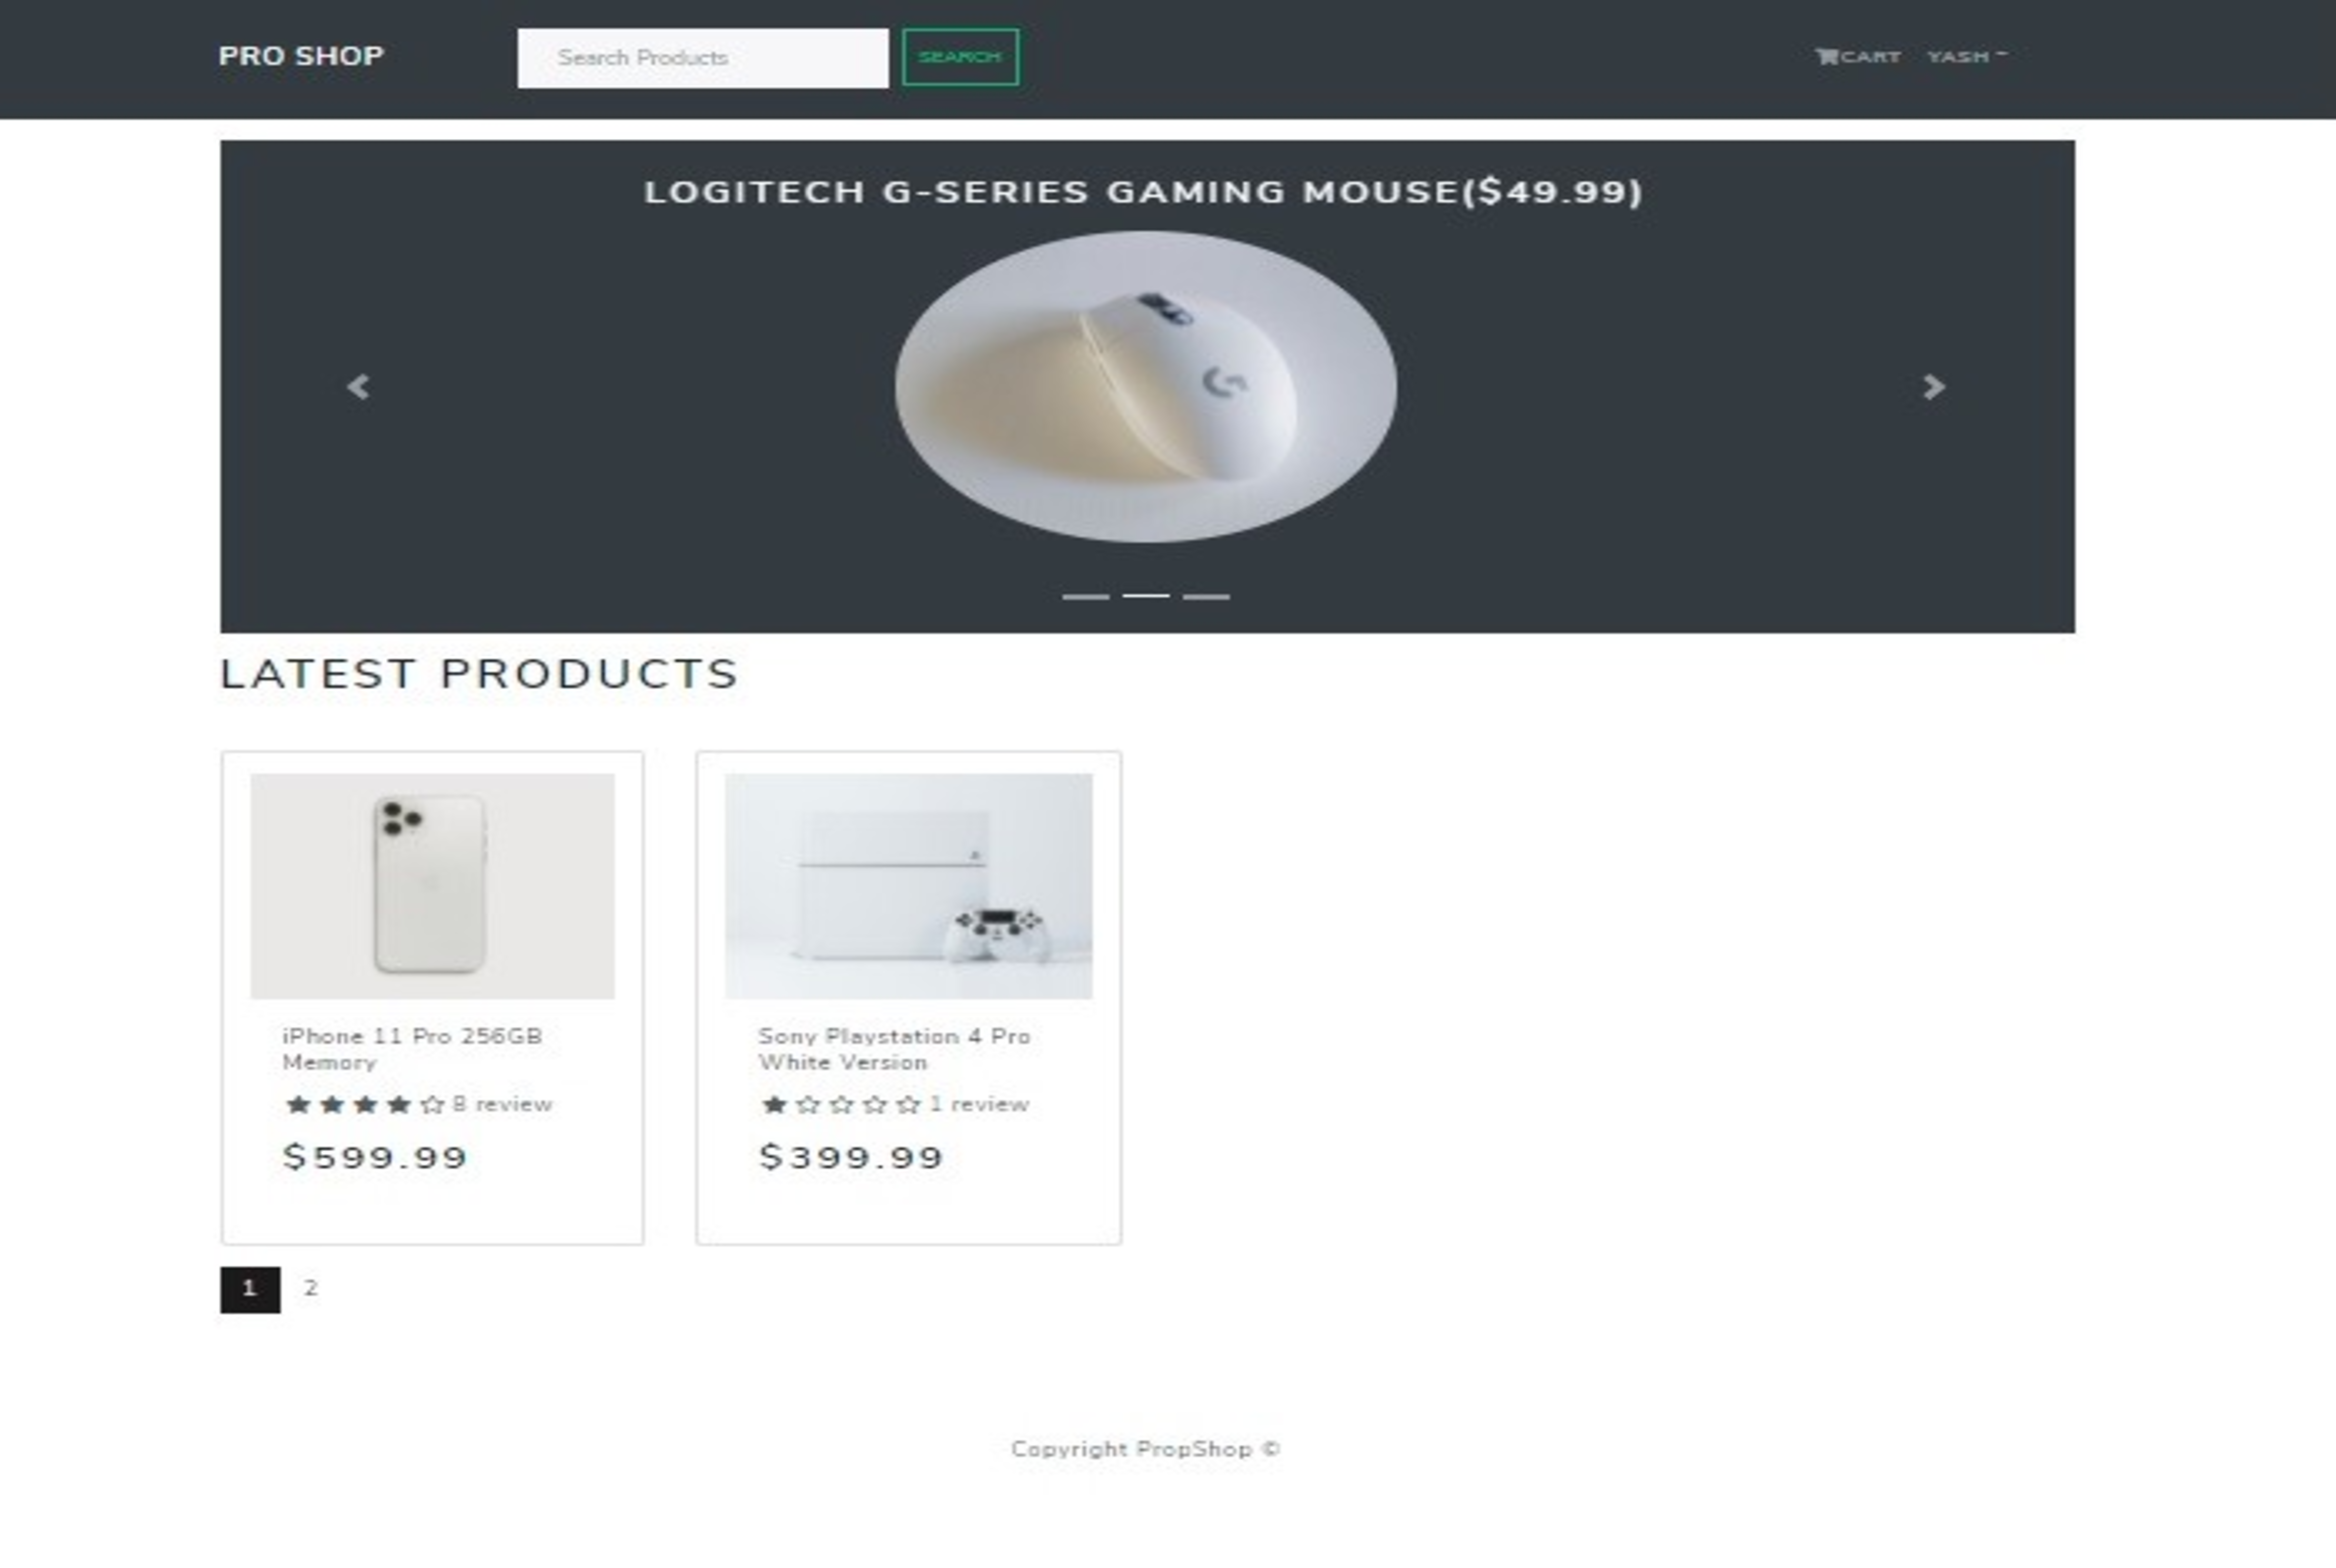 PRO SHOP
Search Products
SEARCH
CART
YASH
LOGITECH G-SERIES GAMING MOUSE($49.99)
LATEST PRODUCTS
iPhone 11 Pro 256GB
Memory
8 review
$599.99
Sony Playstation 4 Pro
White Version
1 review
$399.99
1 2
Copyright PropShop ©